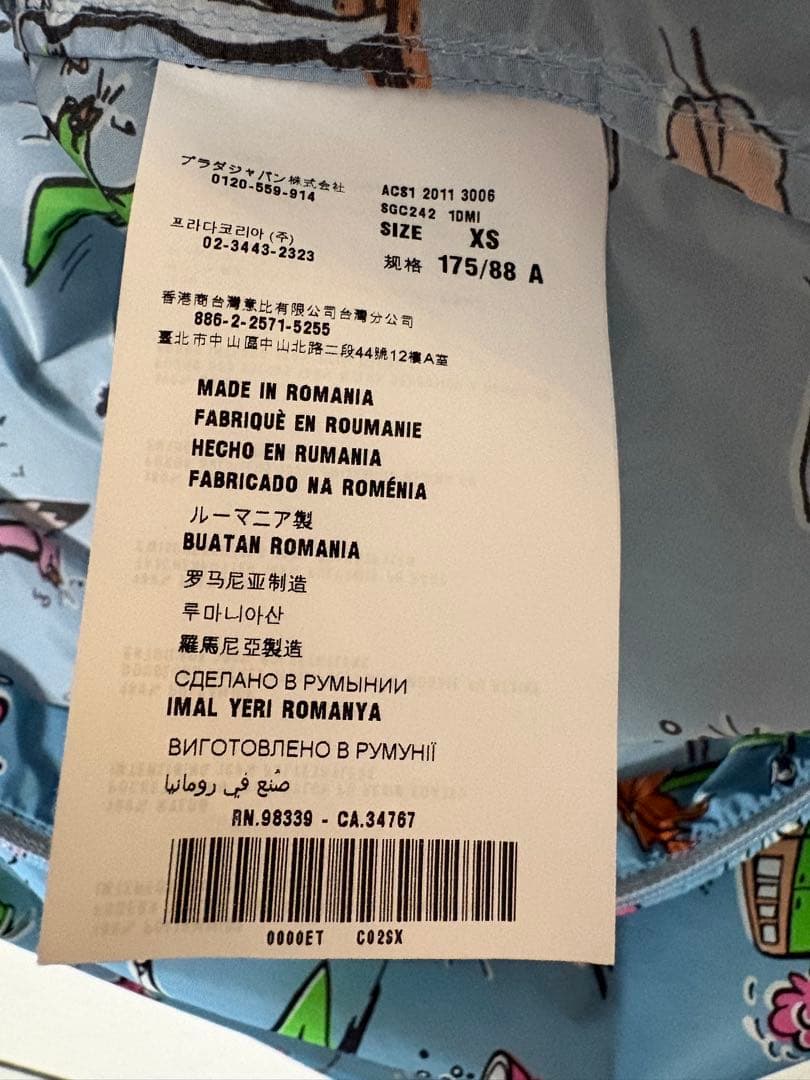 プラダジャパン株式会社
0120-559-914
프라다코리아 (주)
02-3443-2323
ACS1 2011 3006
SGC242 1DMI
SIZE XS
规格 175/88 A
香港商台灣意比有限公司台灣分公司
886-2-2571-5255
臺北市中山區中山北路二段44號12樓A室
MADE IN ROMANIA
FABRIQUÈ EN ROUMANIE
HECHO EN RUMANIA
FABRICADO NA ROMÉNIA
ルーマニア製
BUATAN ROMANIA
罗马尼亚制造
루마니아산
羅馬尼亞製造
СДЕЛАНО В РУМЫНИИ
IMAL YERI ROMANYA
ВИГОТОВЛЕНО В РУМУНІЇ
صُنع في رومانيا
RN.98339 - CA.34767
0000ET C02SX